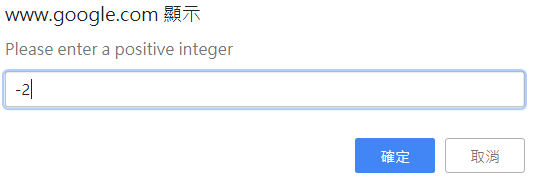 www.google.com 顯示
Please enter a positive integer
-2
確定 取消